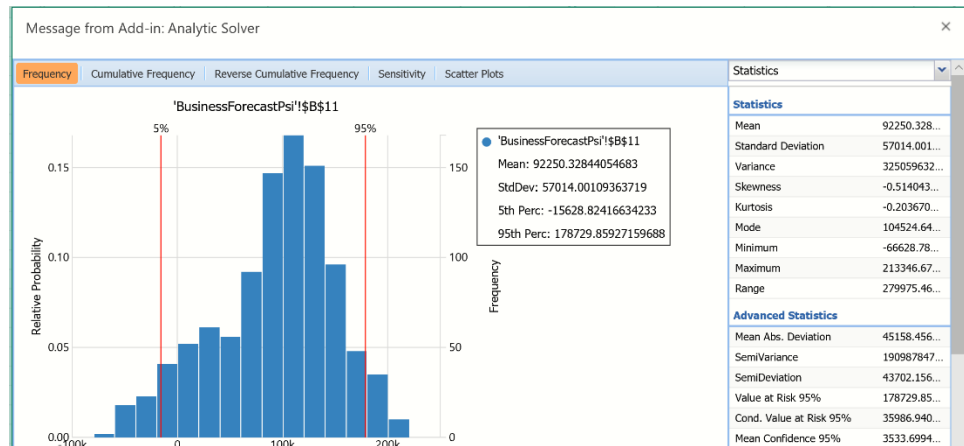 Message from Add-in: Analytic Solver
×
Frequency Cumulative Frequency Reverse Cumulative Frequency Sensitivity Scatter Plots
'BusinessForecastPsi'!$B$11
5% 95%
0.15
0.10
0.05
0.00
Relative Probability
150
100
50
0
Frequency
-100k 0 100k 200k
'BusinessForecastPsi'!$B$11
Mean: 92250.32844054683
StdDev: 57014.00109363719
5th Perc: -15628.82416634233
95th Perc: 178729.85927159688
Statistics
Statistics
Mean 92250.328...
Standard Deviation 57014.001...
Variance 325059632...
Skewness -0.514043...
Kurtosis -0.203670...
Mode 104524.64...
Minimum -66628.78...
Maximum 213346.67...
Range 279975.46...
Advanced Statistics
Mean Abs. Deviation 45158.456...
SemiVariance 190987847...
SemiDeviation 43702.156...
Value at Risk 95% 178729.85...
Cond. Value at Risk 95% 35986.940...
Mean Confidence 95% 3533.6994...